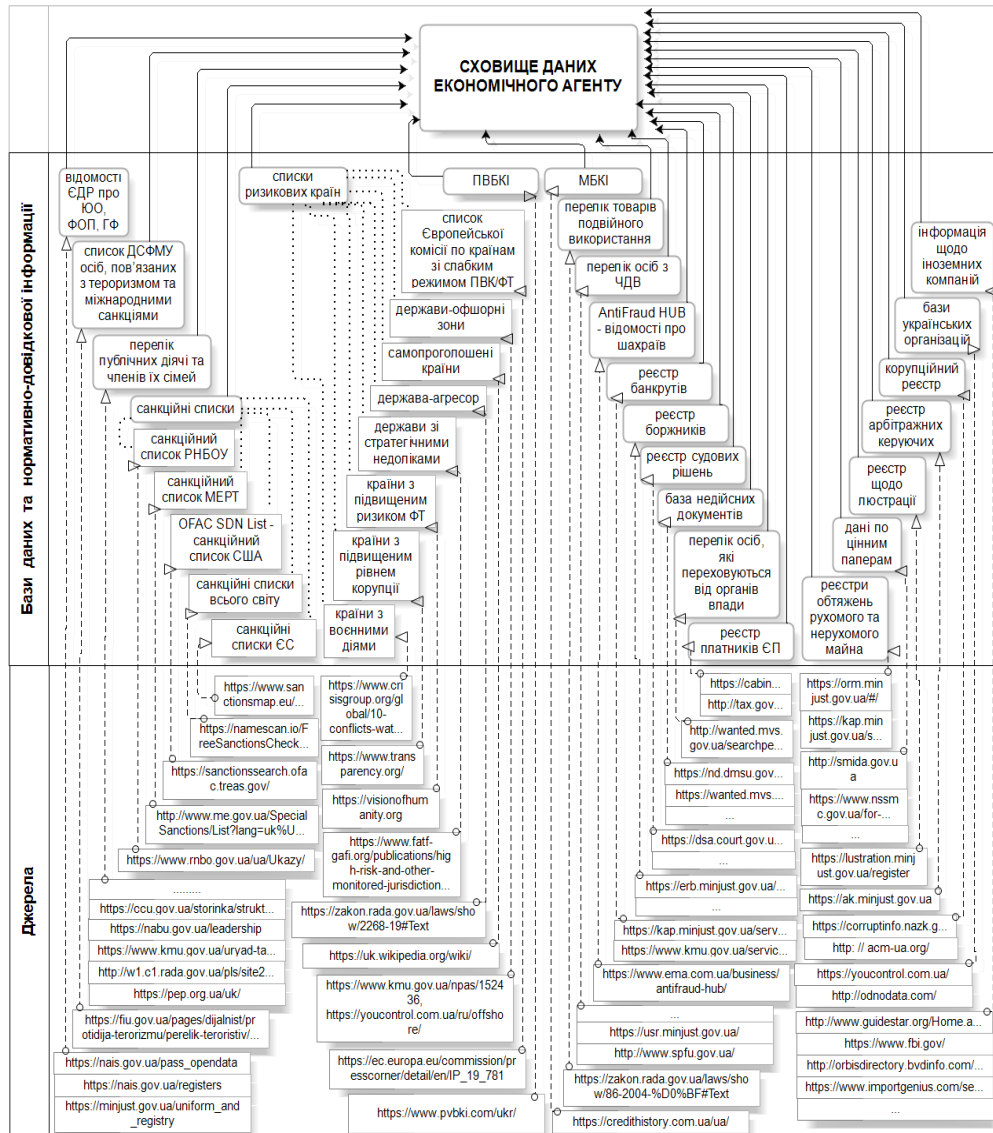 СХОВИЩЕ ДАНИХ
ЕКОНОМІЧНОГО АГЕНТУ
Бази даних та нормативно-довідкової інформації
відомості
ЄДР про
ЮО,
ФОП, ГФ
список ДСФМУ
осіб, пов'язаних
з тероризмом та
міжнародними
санкціями
перелік
публічних діячі та
членів їх сімей
санкційні списки
санкційний
список РНБОУ
санкційний
список МЕРТ
OFAC SDN List -
санкційний
список США
санкційні списки
всього світу
санкційні
списки ЄС
списки
ризикових країн
ПВБКІ
список
Європейської
комісії по країнам
зі слабким
режимом ПВК/ФТ
держави-офшорні
зони
самопрогопошені
країни
держава-агресор
держави зі
стратегічними
недопіками
країни з
підвищеним
ризиком ФТ
країни з
підвищеним
рівнем
корупції
країни з
воєнними
діями
МБКІ
перелік товарів
подвійного
використання
перелік осіб з
ЧДВ
AntiFraud HUB
- відомості про
шахраїв
реєстр
банкрутів
реєстр
боржників
реєстр судових
рішень
база недійсних
документів
перелік осіб,
які
переховуються
від органів
влади
реєстр
платників ЄП
інформація
щодо
іноземних
компаній
бази
українських
організацій
корупційний
реєстр
реєстр
арбітражних
керуючих
реєстр
щодо
пюстрації
дані по
цінним
паперам
реєстри
обтяжень
рухомого та
нерухомого
майна
Джерела
https://www.san
ctionsmap.eu/...
https://namescan.io/F
reeSanctionsCheck...
https://sanctionssearch.ofa
c.treas.gov/
http://www.me.gov.ua/Special
Sanctions/List?lang=uk%U...
https://www.rnbo.gov.ua/ua/Ukazy/
.........
https://ccu.gov.ua/storinka/strukt...
https://nabu.gov.ua/leadership
https://www.kmu.gov.ua/uryad-ta...
http://w1.c1.rada.gov.ua/pls/site2...
https://pep.org.ua/uk/
https://fiu.gov.ua/pages/dijalnist/pr
otidija-terorizmu/perelik-teroristiv/...
https://nais.gov.ua/pass_opendata
https://nais.gov.ua/registers
https://minjust.gov.ua/uniform_and
_registry
https://www.cri
sisgroup.org/gl
obal/10-
conflicts-wat...
https://www.trans
parency.org/
https://visionofhum
anity.org
https://www.fatf-
gafi.org/publications/hig
h-risk-and-other-
monitored-jurisdiction...
https://zakon.rada.gov.ua/laws/sho
w/2268-19#Text
https://uk.wikipedia.org/wiki/
https://www.kmu.gov.ua/npas/1524
36,
https://youcontrol.com.ua/ru/offsho
re/
https://ec.europa.eu/commission/pr
esscorner/detail/en/IP_19_781
https://www.pvbki.com/ukr/
https://cabin...
http://tax.gov...
http://wanted.mvs.
gov.ua/searchpe...
https://nd.dmsu.gov...
https://wanted.mvs....
...
https://dsa.court.gov.u...
...
https://erb.minjust.gov.ua/...
...
https://kap.minjust.gov.ua/serv...
https://www.kmu.gov.ua/servic...
https://www.ema.com.ua/business/
antifraud-hub/
...
https://usr.minjust.gov.ua/
http://www.spfu.gov.ua/
https://zakon.rada.gov.ua/laws/sho
w/86-2004-%D0%BF#Text
https://credithistory.com.ua/ua/
https://orm.min
just.gov.ua/#/
https://kap.min
just.gov.ua/s...
http://smida.gov.u
a
https://www.nssm
c.gov.ua/for-...
...
https://lustration.minj
ust.gov.ua/register
https://ak.minjust.gov.ua
https://corruptinfo.nazk.g...
http: // acm-ua.org/
https://youcontrol.com.ua/
http://odnodata.com/
http://www.guidestar.org/Home.a...
https://www.fbi.gov/
http://orbisdirectory.bvdinfo.com/...
https://www.importgenius.com/se...
...